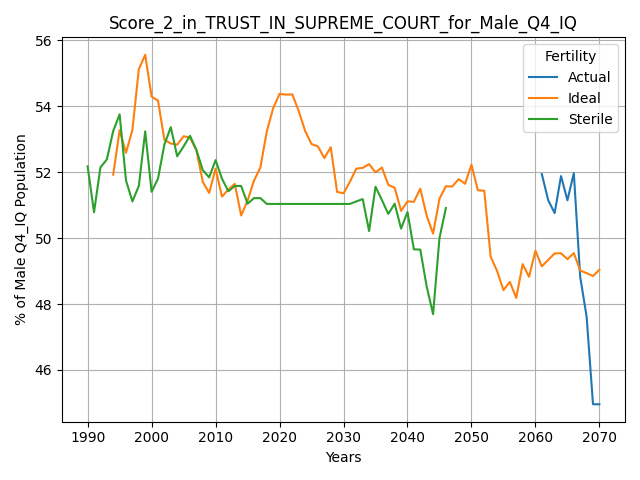 Score_2_in_TRUST_IN_SUPREME_COURT_for_Male_Q4_IQ
56
54
52
50
48
46
% of Male Q4_IQ Population
Fertility
Actual
Ideal
Sterile
1990 2000 2010 2020 2030 2040 2050 2060 2070
Years